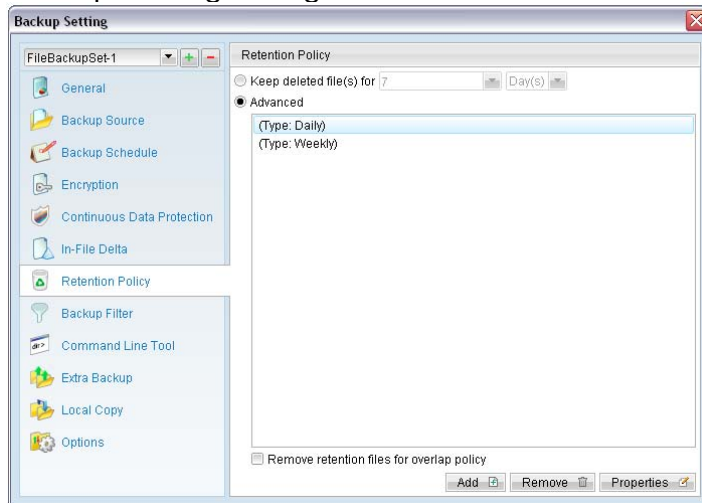 Backup Setting
FileBackupSet-1
General
Backup Source
Backup Schedule
Encryption
Continuous Data Protection
In-File Delta
Retention Policy
Backup Filter
Command Line Tool
Extra Backup
Local Copy
Options
Retention Policy
Keep deleted file(s) for 7 Day(s)
Advanced
(Type: Daily)
(Type: Weekly)
Remove retention files for overlap policy
Add Remove Properties